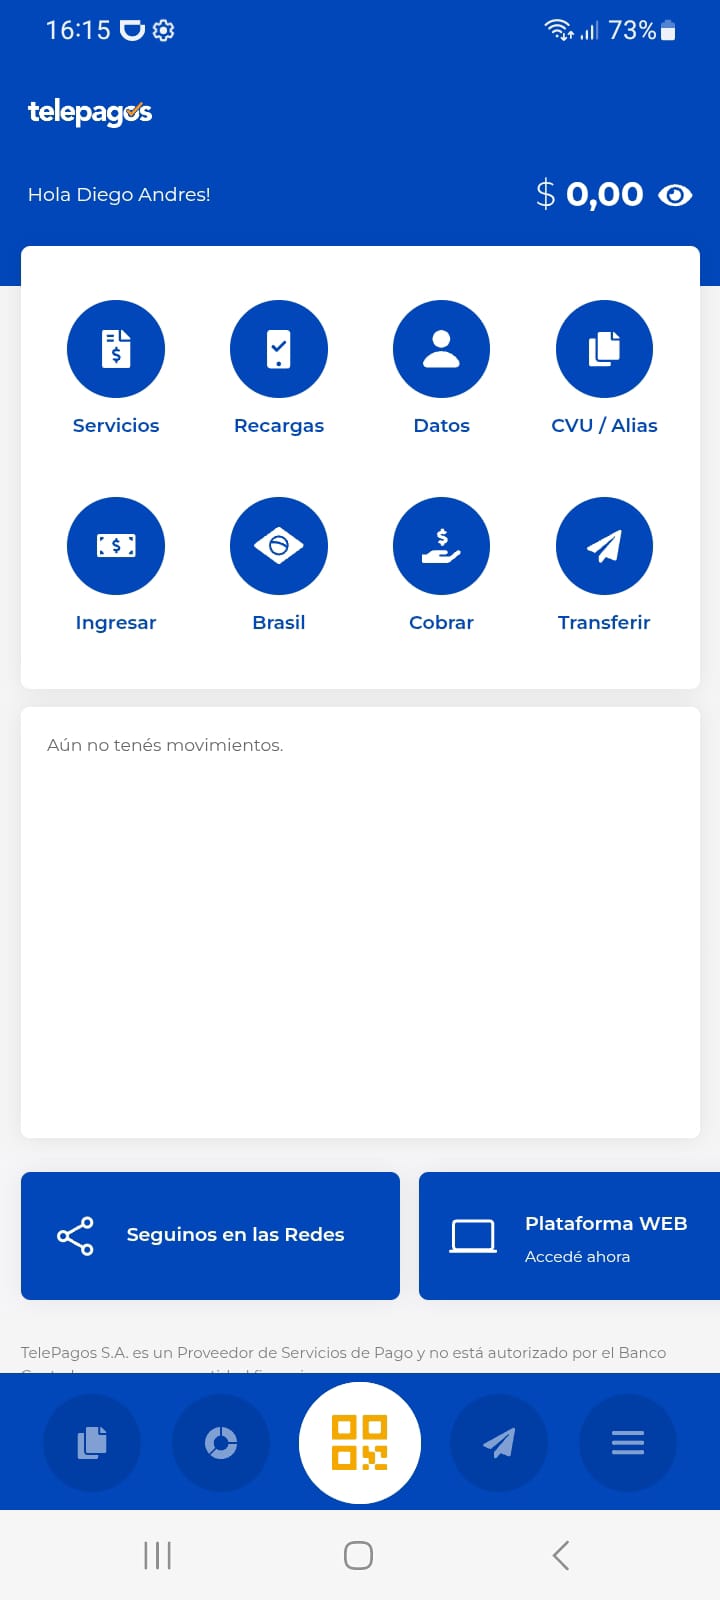 16:15
73%
telepagos
Hola Diego Andres!
$ 0,00
Servicios
Recargas
Datos
CVU / Alias
Ingresar
Brasil
Cobrar
Transferir
Aún no tenés movimientos.
Seguinos en las Redes
Plataforma WEB
Accedé ahora
TelePagos S.A. es un Proveedor de Servicios de Pago y no está autorizado por el Banco